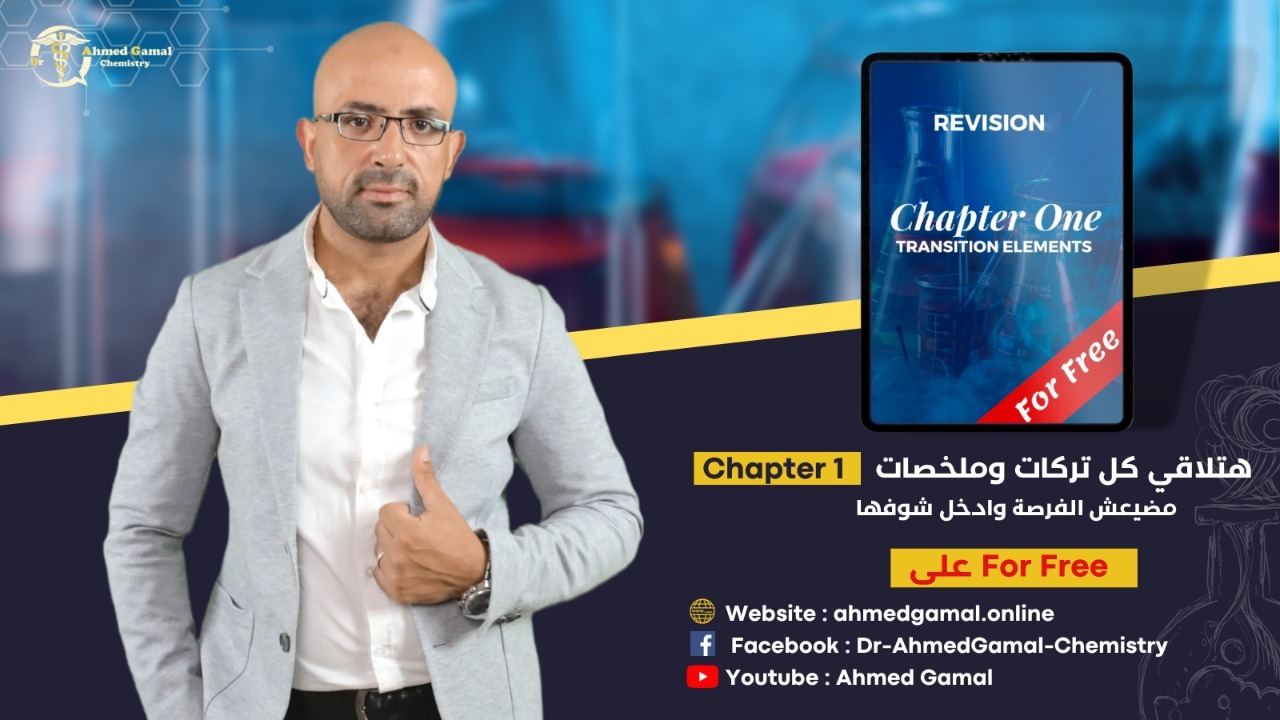 Dr Ahmed Gamal
Chemistry
REVISION
Chapter One
TRANSITION ELEMENTS
For Free
هتلاقي كل تركات وملخصات Chapter 1
مضيعش الفرصة وادخل شوفها
For Free على
Website : ahmedgamal.online
Facebook : Dr-AhmedGamal-Chemistry
Youtube : Ahmed Gamal